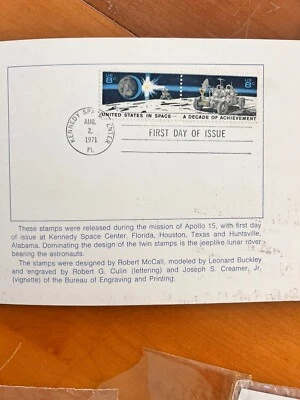 US 8c
US 8c
UNITED STATES IN SPACE... A DECADE OF ACHIEVEMENT
KENNEDY SPACE CENTER
AUG.
2
1971
FL.
FIRST DAY OF ISSUE
These stamps were released during the mission of Apollo 15, with first day
of issue at Kennedy Space Center, Florida, Houston, Texas and Huntsville,
Alabama. Dominating the design of the twin stamps is the jeeplike lunar rover
bearing the astronauts.
The stamps were designed by Robert McCall, modeled by Leonard Buckley
and engraved by Robert G. Culin (lettering) and Joseph S. Creamer, Jr.
(vignette) of the Bureau of Engraving and Printing.